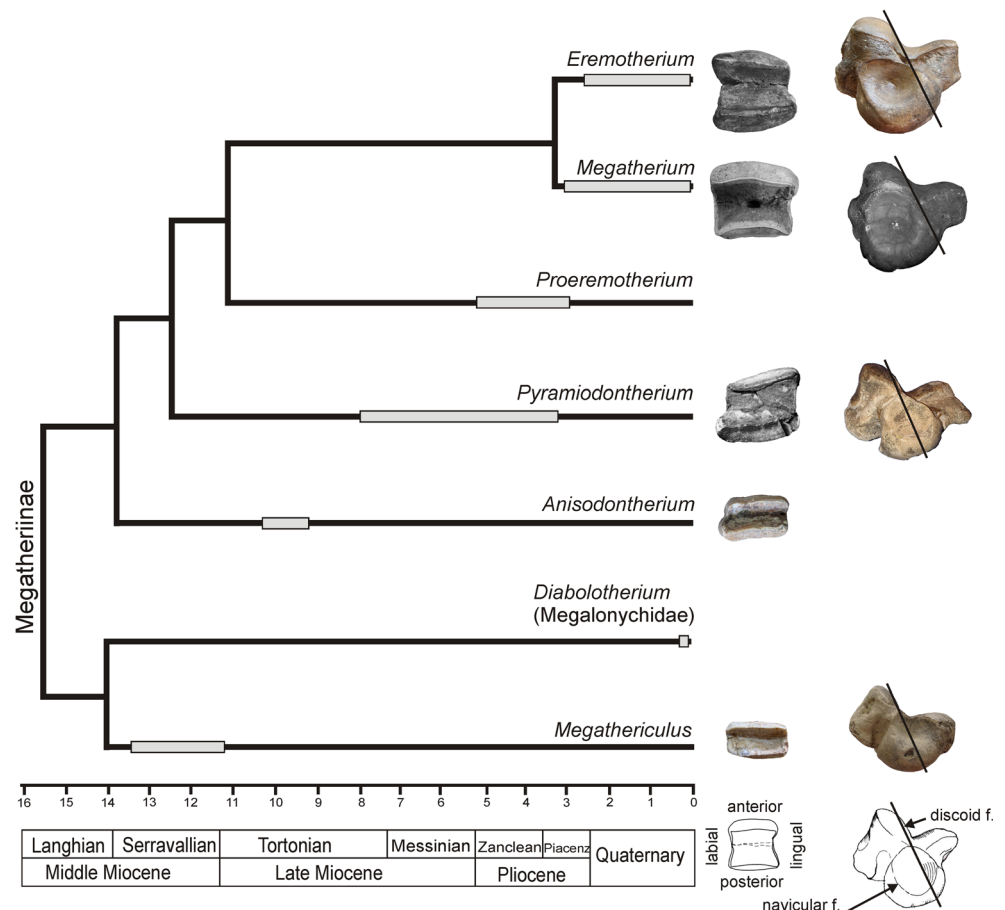 Eremotherium
Megatherium
Proeremotherium
Pyramiodontherium
Anisodontherium
Diabolotherium
(Megalonychidae)
Megathericulus
Megatheriinae
16 15 14 13 12 11 10 9 8 7 6 5 4 3 2 1 0
Langhian Serravallian Tortonian Messinian Zanclean Piacenz Quaternary
Middle Miocene Late Miocene Pliocene
anterior
labial
lingual
posterior
discoid f.
navicular f.